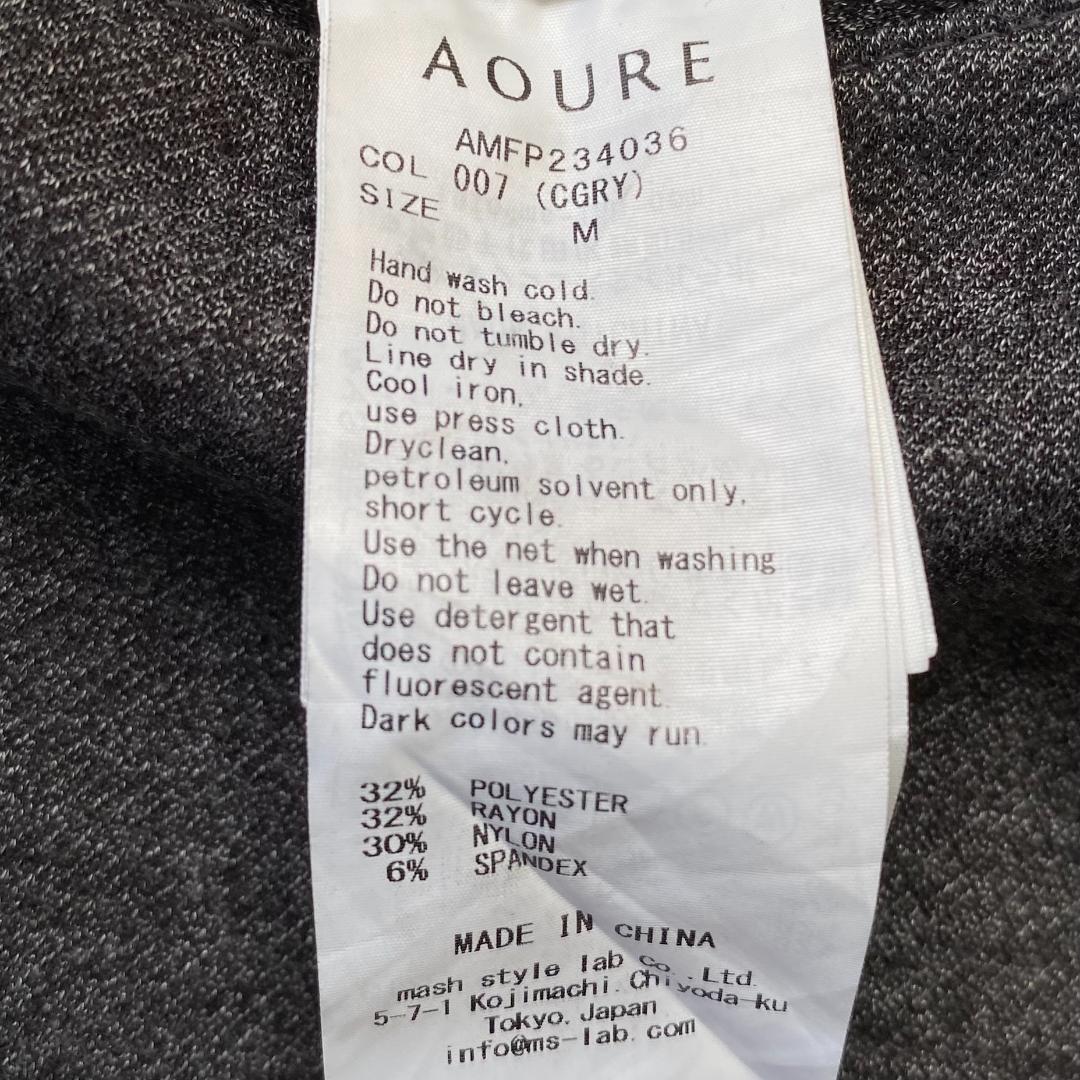 AOURE
AMFP234036
COL 007 (CGRY)
SIZE M
Hand wash cold.
Do not bleach.
Do not tumble dry.
Line dry in shade.
Cool iron.
use press cloth.
Dryclean.
petroleum solvent only.
short cycle.
Use the net when washing
Do not leave wet.
Use detergent that
does not contain
fluorescent agent.
Dark colors may run.
32% POLYESTER
32% RAYON
30% NYLON
6% SPANDEX
MADE IN CHINA
mash style lab Co.,Ltd.
5-7-1 Kojimachi. Chiyoda-ku
Tokyo. Japan
info@ms-lab.com